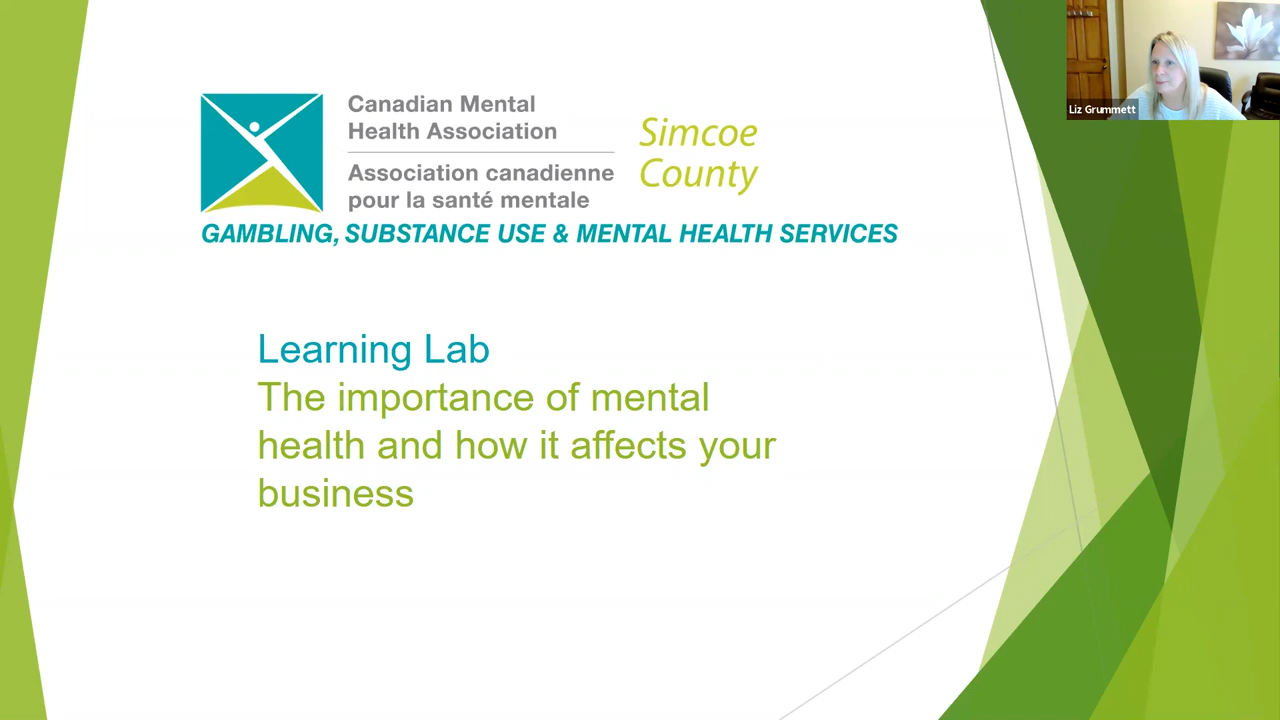 Canadian Mental
Health Association
Association canadienne
pour la santé mentale
Simcoe
County
GAMBLING, SUBSTANCE USE & MENTAL HEALTH SERVICES
Learning Lab
The importance of mental
health and how it affects your
business
Liz Grummett